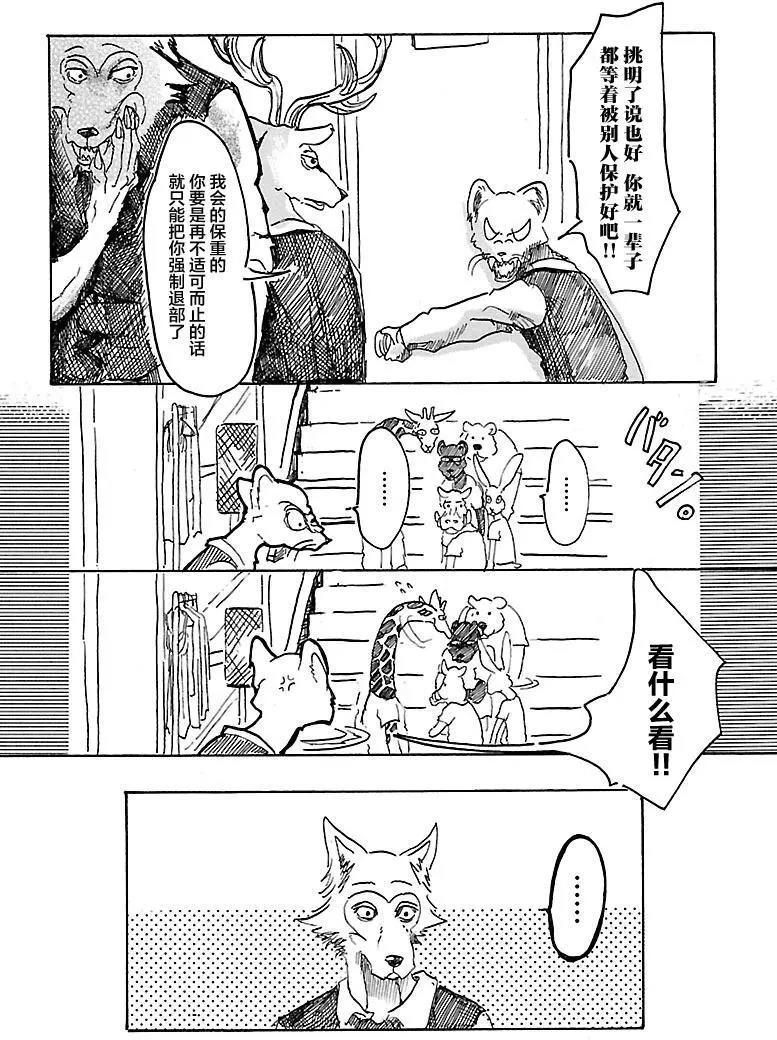 挑明了说也好 你就一辈子
都等着被别人保护好吧!!
我会的保重的
你要是再不适可而止的话
就只能把你强制退部了
バターン。
……
……
看什么看!!
……